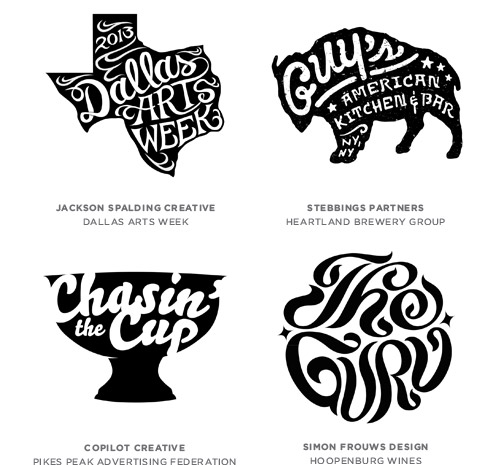 2013
Dallas
ARTS
WEEK
Guy's
AMERICAN
KITCHEN & BAR
NY,
NY
JACKSON SPALDING CREATIVE
DALLAS ARTS WEEK
STEBBINGS PARTNERS
HEARTLAND BREWERY GROUP
Chasin'
the Cup
The
GURU
COPILOT CREATIVE
PIKES PEAK ADVERTISING FEDERATION
SIMON FROUWS DESIGN
HOOPENBURG WINES